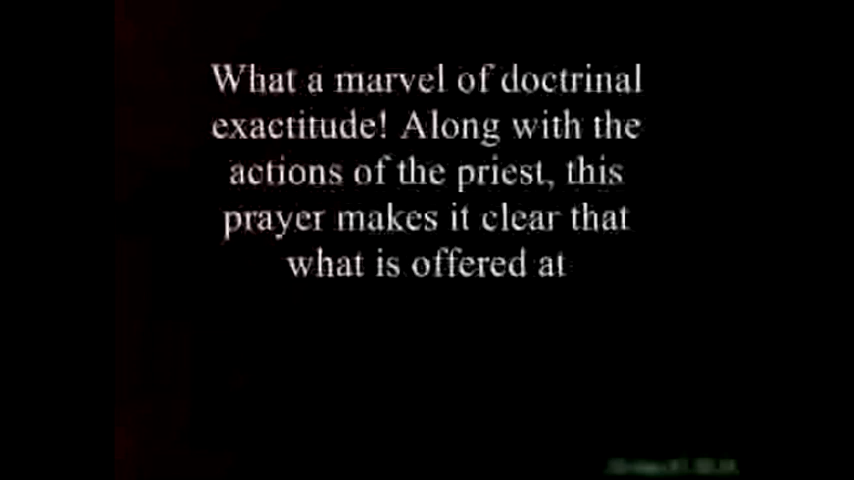 What a marvel of doctrinal
exactitude! Along with the
actions of the priest, this
prayer makes it clear that
what is offered at